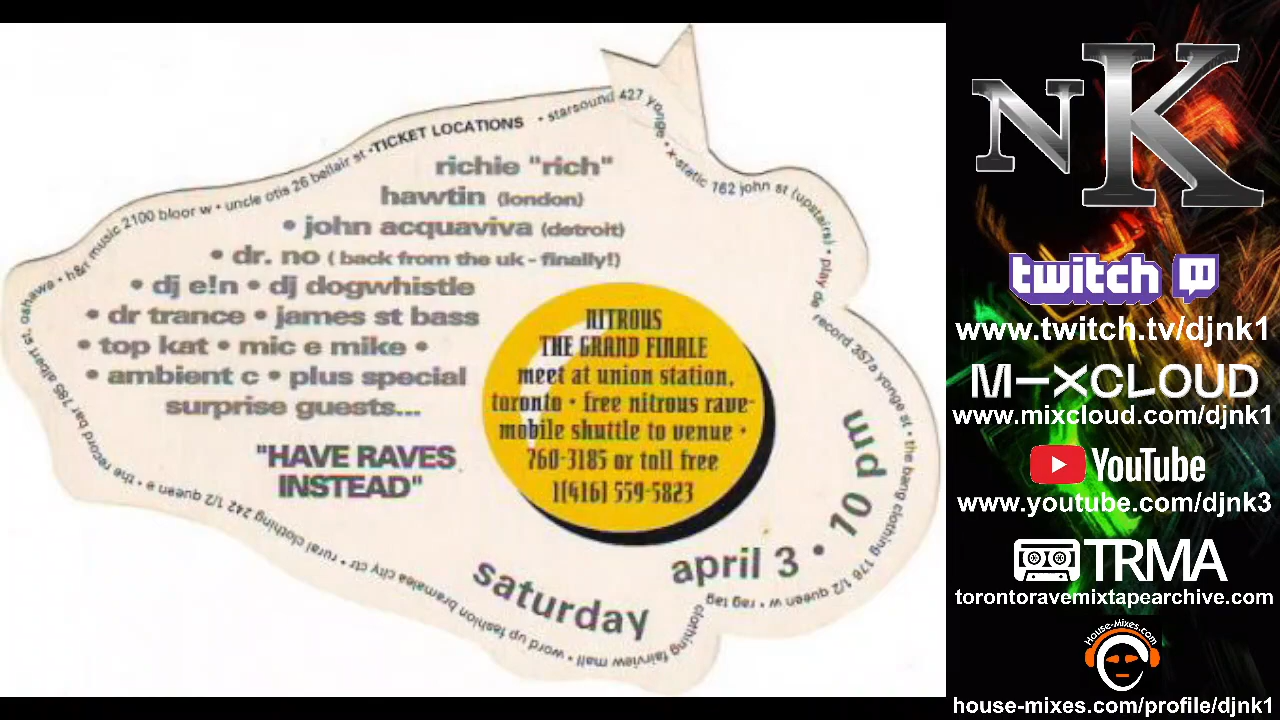 •TICKET LOCATIONS • starsound 427 yonge • x-static 162 john st (upstairs) • play de record 357a yonge st • the bang clothing 176 1/2 queen w • rag tag clothing fairview mall • word up fashion bramalea city ctr • rural clothing 242 1/2 queen e • the record bar 785 albert st. oshawa • h&r music 2100 bloor w • uncle otis 26 bellair st
richie "rich"
hawtin (london)
• john acquaviva (detroit)
• dr. no ( back from the uk - finally!)
• dj e!n • dj dogwhistle
• dr trance • james st bass
• top kat • mic e mike •
• ambient c • plus special
surprise guests...
"HAVE RAVES
INSTEAD"
NITROUS
THE GRAND FINALE
meet at union station,
toronto • free nitrous rave-
mobile shuttle to venue •
760-3185 or toll free
1(416) 559-5823
saturday
april 3 • 10 pm
NK
twitch
www.twitch.tv/djnk1
M-XCLOUD
www.mixcloud.com/djnk1
YouTube
www.youtube.com/djnk3
TRMA
torontoravemixtapearchive.com
House-Mixes.com
house-mixes.com/profile/djnk1